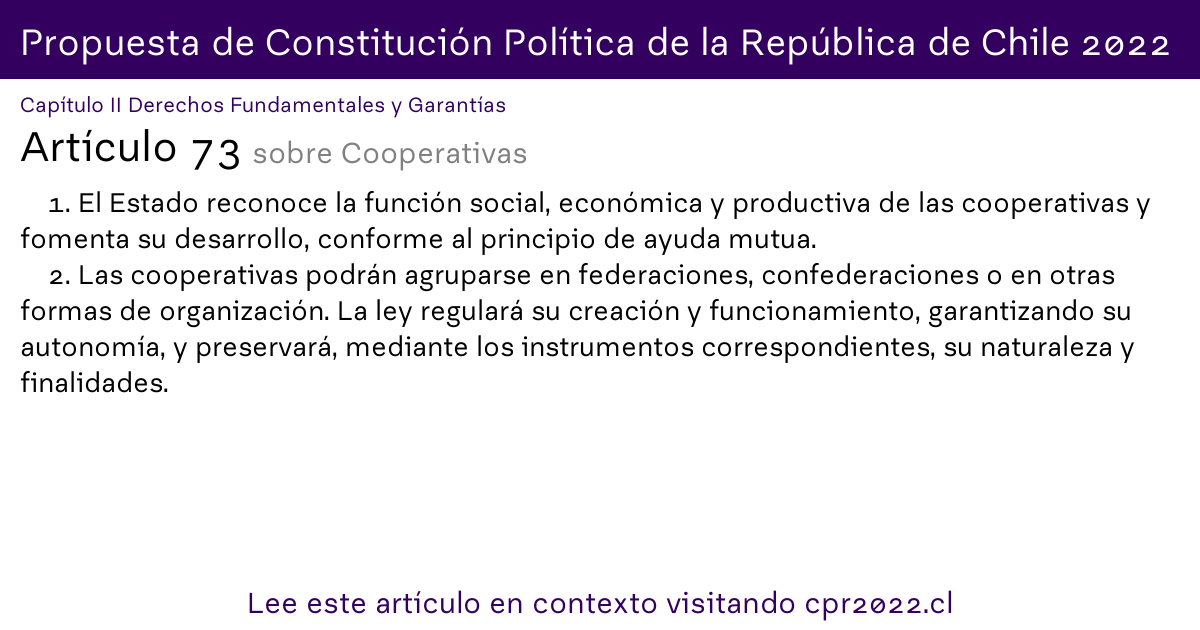 Propuesta de Constitución Política de la República de Chile 2022
Capítulo II Derechos Fundamentales y Garantías
Artículo 73 sobre Cooperativas
1. El Estado reconoce la función social, económica y productiva de las cooperativas y
fomenta su desarrollo, conforme al principio de ayuda mutua.
2. Las cooperativas podrán agruparse en federaciones, confederaciones o en otras
formas de organización. La ley regulará su creación y funcionamiento, garantizando su
autonomía, y preservará, mediante los instrumentos correspondientes, su naturaleza y
finalidades.
Lee este artículo en contexto visitando cpr2022.cl